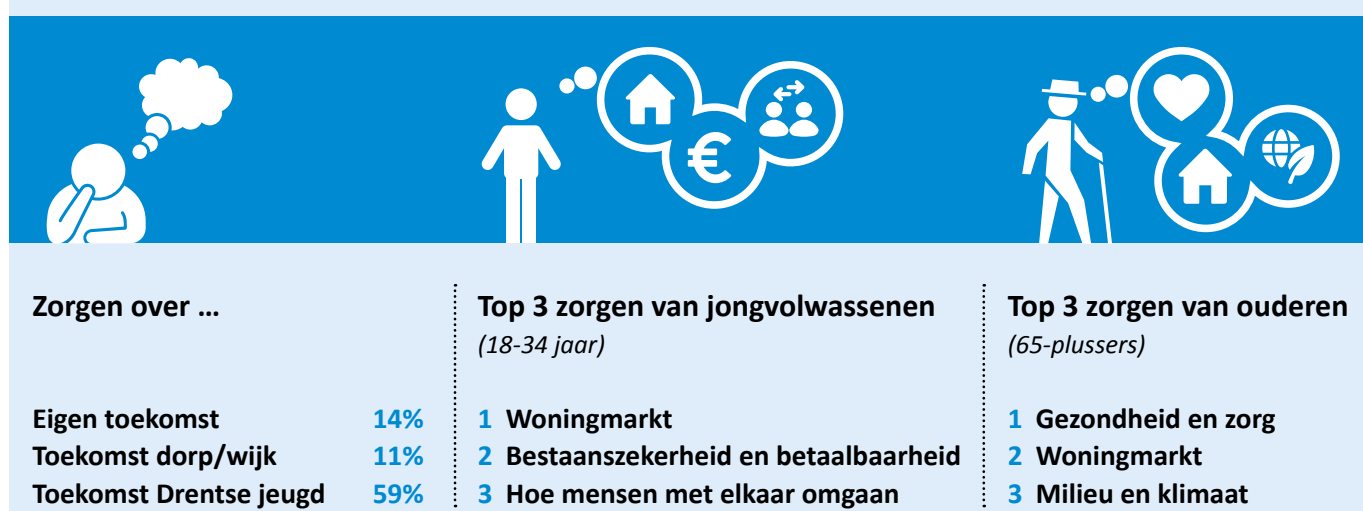 Zorgen over ...
Eigen toekomst 14%
Toekomst dorp/wijk 11%
Toekomst Drentse jeugd 59%
Top 3 zorgen van jongvolwassenen
(18-34 jaar)
1 Woningmarkt
2 Bestaanszekerheid en betaalbaarheid
3 Hoe mensen met elkaar omgaan
Top 3 zorgen van ouderen
(65-plussers)
1 Gezondheid en zorg
2 Woningmarkt
3 Milieu en klimaat